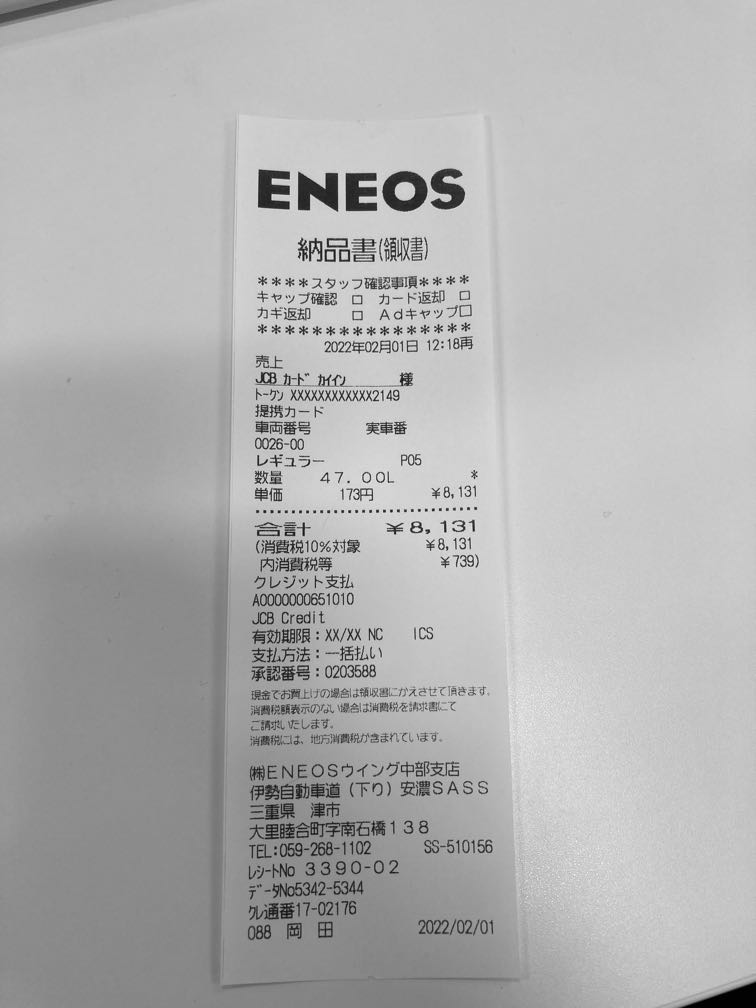 ENEOS
納品書(領収書)
****スタッフ確認事項****
キャップ確認 □ カード返却 □
カギ返却 □ Adキャップ□
****************
2022年02月01日 12:18再
売上
JCB カード カイイン 様
トークン XXXXXXXXXXXX2149
提携カード
車両番号 実車番
0026-00
レギュラー P05
数量 47.00L *
単価 173円 ¥8,131
合計 ¥8,131
(消費税10%対象 ¥8,131
内消費税等 ¥739)
クレジット支払
A0000000651010
JCB Credit
有効期限:XX/XX NC ICS
支払方法:一括払い
承認番号:0203588
現金でお買上げの場合は領収書にかえさせて頂きます。
消費税額表示のない場合は消費税を請求書にて
ご請求いたします。
消費税には、地方消費税が含まれています。
㈱ENEOSウイング中部支店
伊勢自動車道(下り)安濃SASS
三重県 津市
大里睦合町字南石橋138
TEL:059-268-1102 SS-510156
レシートNo 3390-02
データNo5342-5344
クレ通番17-02176
088 岡 田 2022/02/01